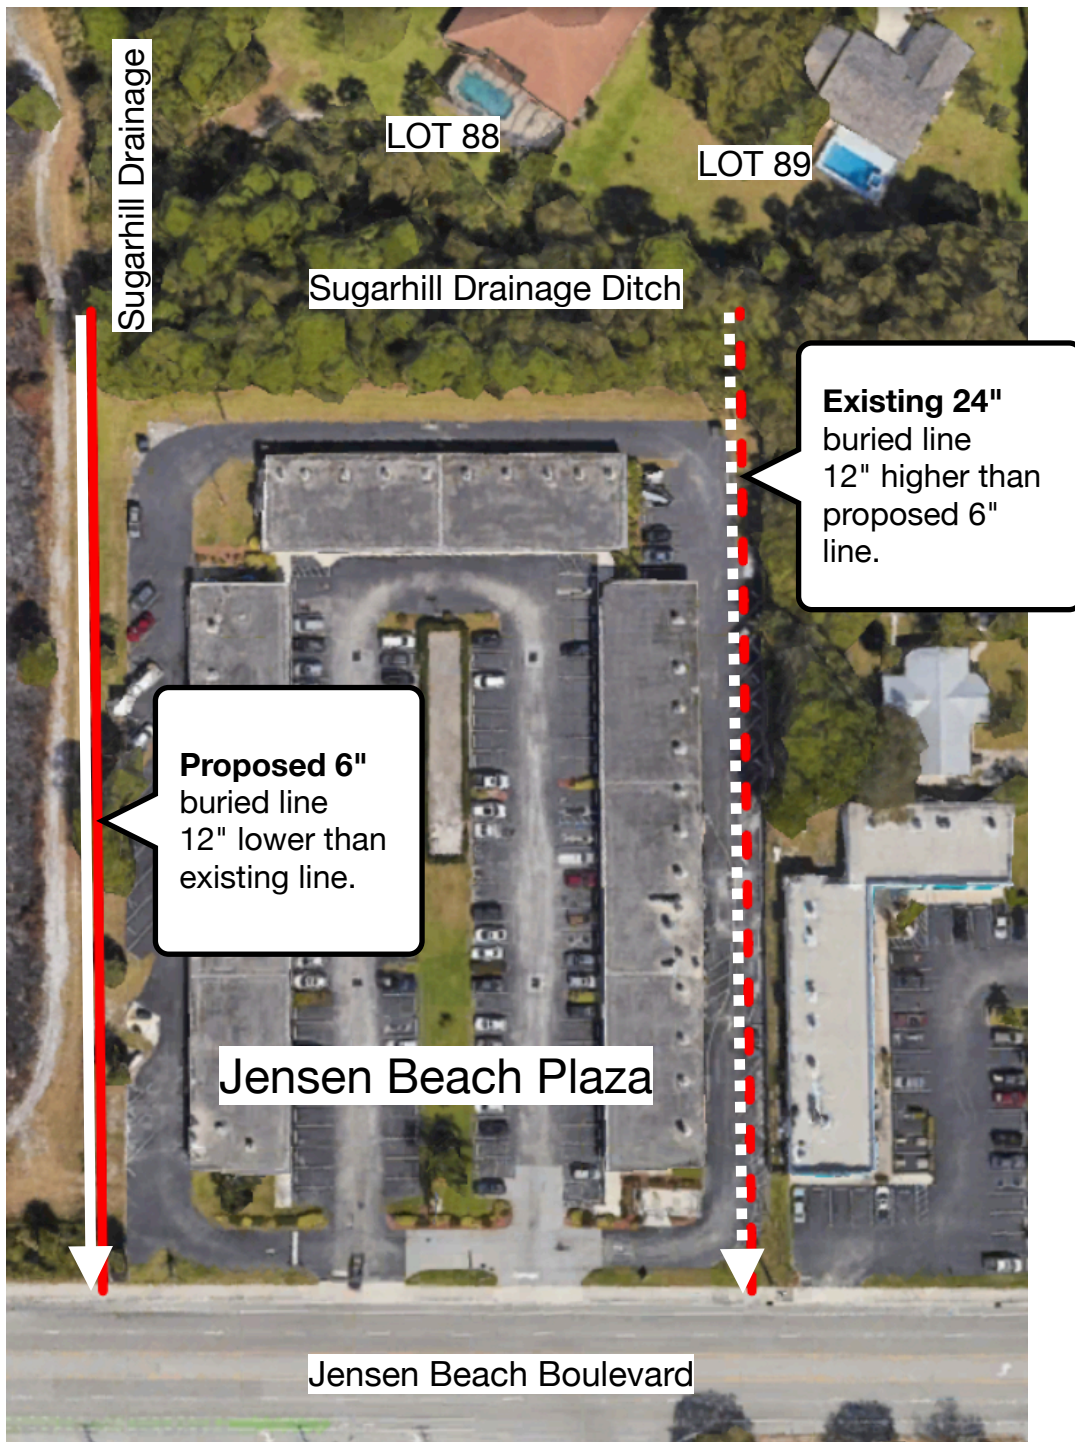 Sugarhill Drainage
LOT 88
LOT 89
Sugarhill Drainage Ditch
Existing 24"
buried line
12" higher than
proposed 6"
line.
Proposed 6"
buried line
12" lower than
existing line.
Jensen Beach Plaza
Jensen Beach Boulevard